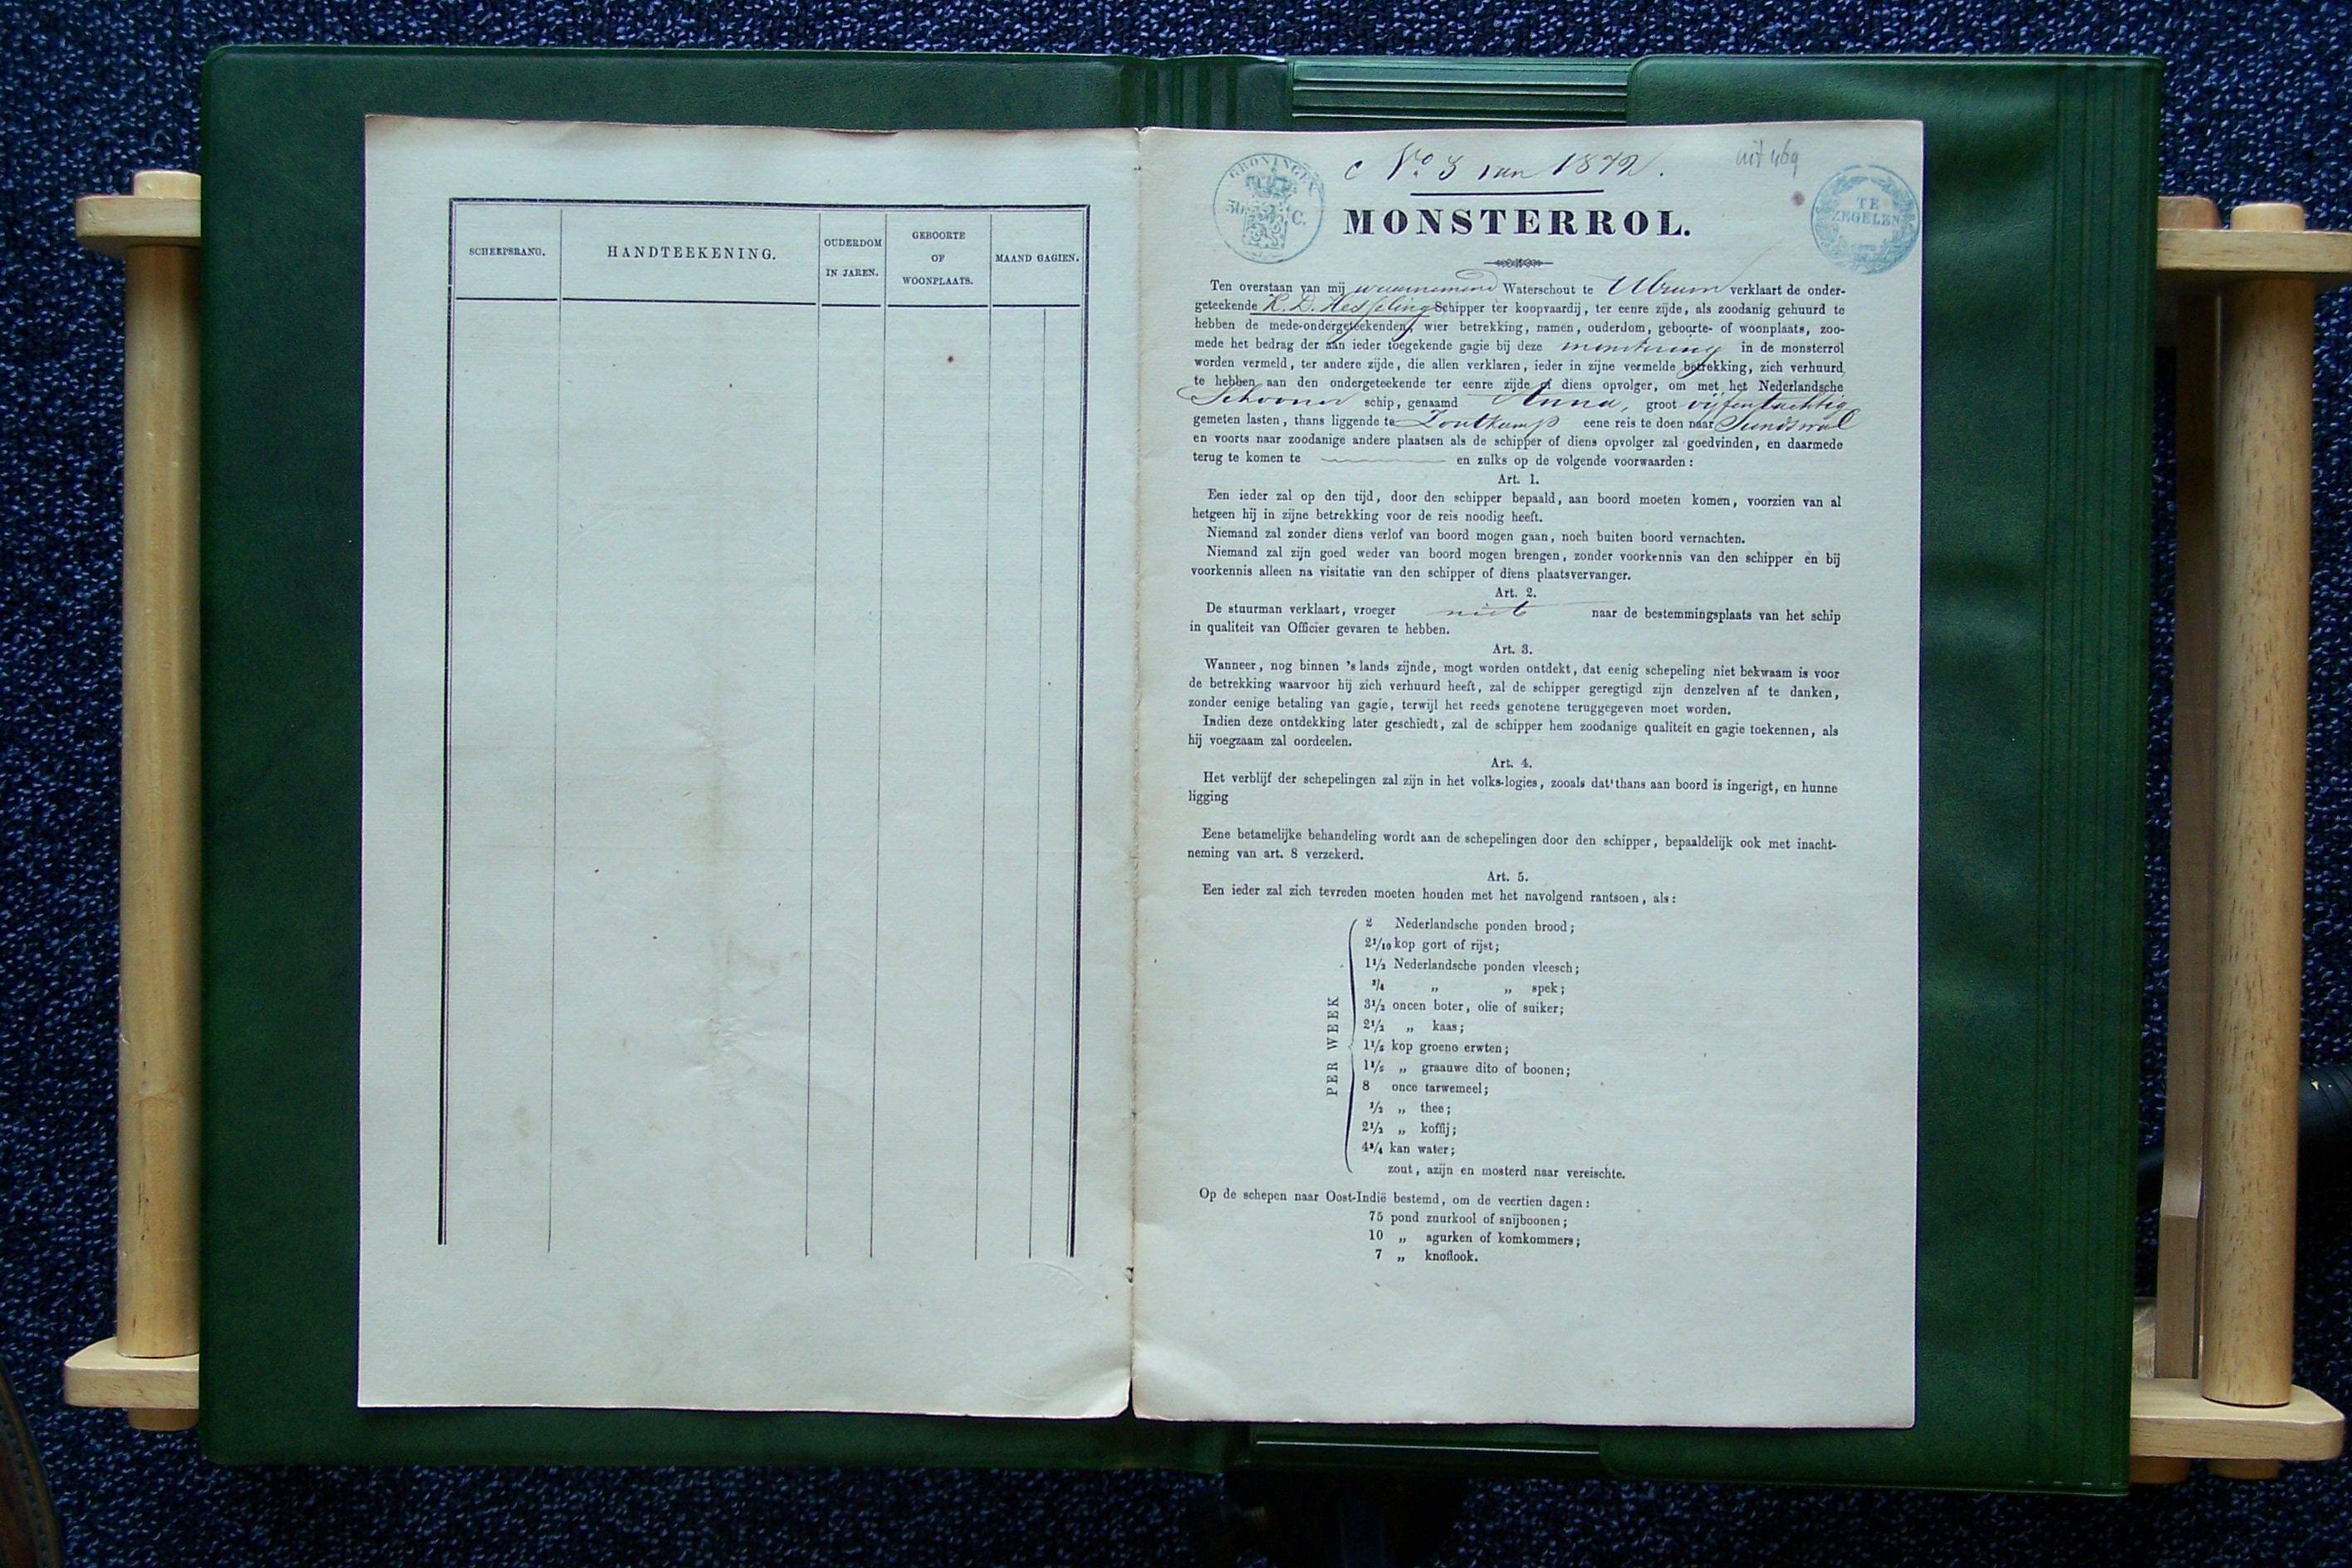 SCHEEPSRANG.
HANDTEEKENING.
OUDERDOM
IN JAREN.
GEBOORTE
OF
WOONPLAATS.
MAAND GAGIEN.
GRONINGEN
50 C.
No. 3 van 1872.
uit 469
TE
ZEGELEN
MONSTERROL.
Ten overstaan van mij waarnemend Waterschout te Ulrum verklaart de onder-
geteekende K. D. Hesseling Schipper ter koopvaardij, ter eenre zijde, als zoodanig gehuurd te
hebben de mede-ondergeteekenden, wier betrekking, namen, ouderdom, geboorte- of woonplaats, zoo-
mede het bedrag der aan ieder toegekende gagie bij deze monstering in de monsterrol
worden vermeld, ter andere zijde, die allen verklaren, ieder in zijne vermelde betrekking, zich verhuurd
te hebben aan den ondergeteekende ter eenre zijde of diens opvolger, om met het Nederlandsche
Schooner schip, genaamd Anna, groot vijfentachtig
gemeten lasten, thans liggende te Zoutkamp eene reis te doen naar Sundswal
en voorts naar zoodanige andere plaatsen als de schipper of diens opvolger zal goedvinden, en daarmede
terug te komen te en zulks op de volgende voorwaarden:
Art. 1.
Een ieder zal op den tijd, door den schipper bepaald, aan boord moeten komen, voorzien van al
hetgeen hij in zijne betrekking voor de reis noodig heeft.
Niemand zal zonder diens verlof van boord mogen gaan, noch buiten boord vernachten.
Niemand zal zijn goed weder van boord mogen brengen, zonder voorkennis van den schipper en bij
voorkennis alleen na visitatie van den schipper of diens plaatsvervanger.
Art. 2.
De stuurman verklaart, vroeger niet naar de bestemmingsplaats van het schip
in qualiteit van Officier gevaren te hebben.
Art. 3.
Wanneer, nog binnen 's lands zijnde, mogt worden ontdekt, dat eenig schepeling niet bekwaam is voor
de betrekking waarvoor hij zich verhuurd heeft, zal de schipper geregtigd zijn denzelven af te danken,
zonder eenige betaling van gagie, terwijl het reeds genotene teruggegeven moet worden.
Indien deze ontdekking later geschiedt, zal de schipper hem zoodanige qualiteit en gagie toekennen, als
hij voegzaam zal oordeelen.
Art. 4.
Het verblijf der schepelingen zal zijn in het volks-logies, zooals dat thans aan boord is ingerigt, en hunne
ligging
Eene betamelijke behandeling wordt aan de schepelingen door den schipper, bepaaldelijk ook met inacht-
neming van art. 8 verzekerd.
Art. 5.
Een ieder zal zich tevreden moeten houden met het navolgend rantsoen, als:
PER WEEK
2 Nederlandsche ponden brood;
2 1/10 kop gort of rijst;
1 1/2 Nederlandsche ponden vleesch;
3/4 „ „ spek;
3 1/2 oncen boter, olie of suiker;
2 1/2 „ kaas;
1 1/5 kop groene erwten;
1 1/5 „ graauwe dito of boonen;
8 once tarwemeel;
1/2 „ thee;
2 1/2 „ koffij;
4 3/4 kan water;
zout, azijn en mosterd naar vereischte.
Op de schepen naar Oost-Indië bestemd, om de veertien dagen:
75 pond zuurkool of snijboonen;
10 „ agurken of komkommers;
7 „ knoflook.